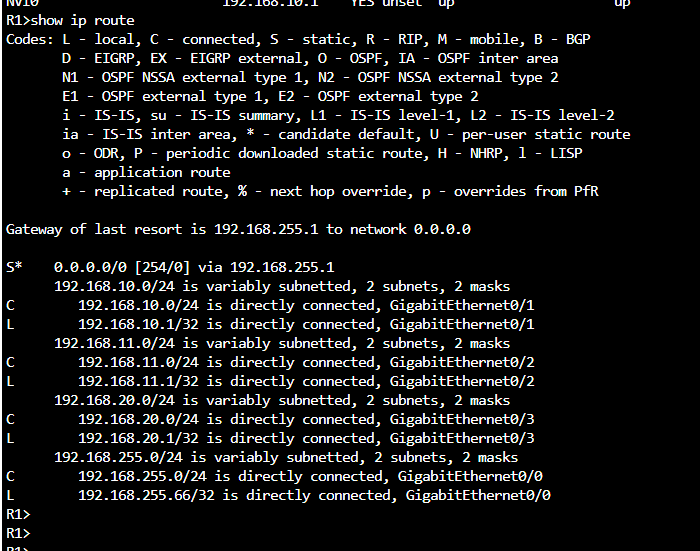 NVI0 192.168.10.1 YES unset up up
R1>show ip route
Codes: L - local, C - connected, S - static, R - RIP, M - mobile, B - BGP
D - EIGRP, EX - EIGRP external, O - OSPF, IA - OSPF inter area
N1 - OSPF NSSA external type 1, N2 - OSPF NSSA external type 2
E1 - OSPF external type 1, E2 - OSPF external type 2
i - IS-IS, su - IS-IS summary, L1 - IS-IS level-1, L2 - IS-IS level-2
ia - IS-IS inter area, * - candidate default, U - per-user static route
o - ODR, P - periodic downloaded static route, H - NHRP, l - LISP
a - application route
+ - replicated route, % - next hop override, p - overrides from PfR
Gateway of last resort is 192.168.255.1 to network 0.0.0.0
S* 0.0.0.0/0 [254/0] via 192.168.255.1
192.168.10.0/24 is variably subnetted, 2 subnets, 2 masks
C 192.168.10.0/24 is directly connected, GigabitEthernet0/1
L 192.168.10.1/32 is directly connected, GigabitEthernet0/1
192.168.11.0/24 is variably subnetted, 2 subnets, 2 masks
C 192.168.11.0/24 is directly connected, GigabitEthernet0/2
L 192.168.11.1/32 is directly connected, GigabitEthernet0/2
192.168.20.0/24 is variably subnetted, 2 subnets, 2 masks
C 192.168.20.0/24 is directly connected, GigabitEthernet0/3
L 192.168.20.1/32 is directly connected, GigabitEthernet0/3
192.168.255.0/24 is variably subnetted, 2 subnets, 2 masks
C 192.168.255.0/24 is directly connected, GigabitEthernet0/0
L 192.168.255.66/32 is directly connected, GigabitEthernet0/0
R1>
R1>
R1>